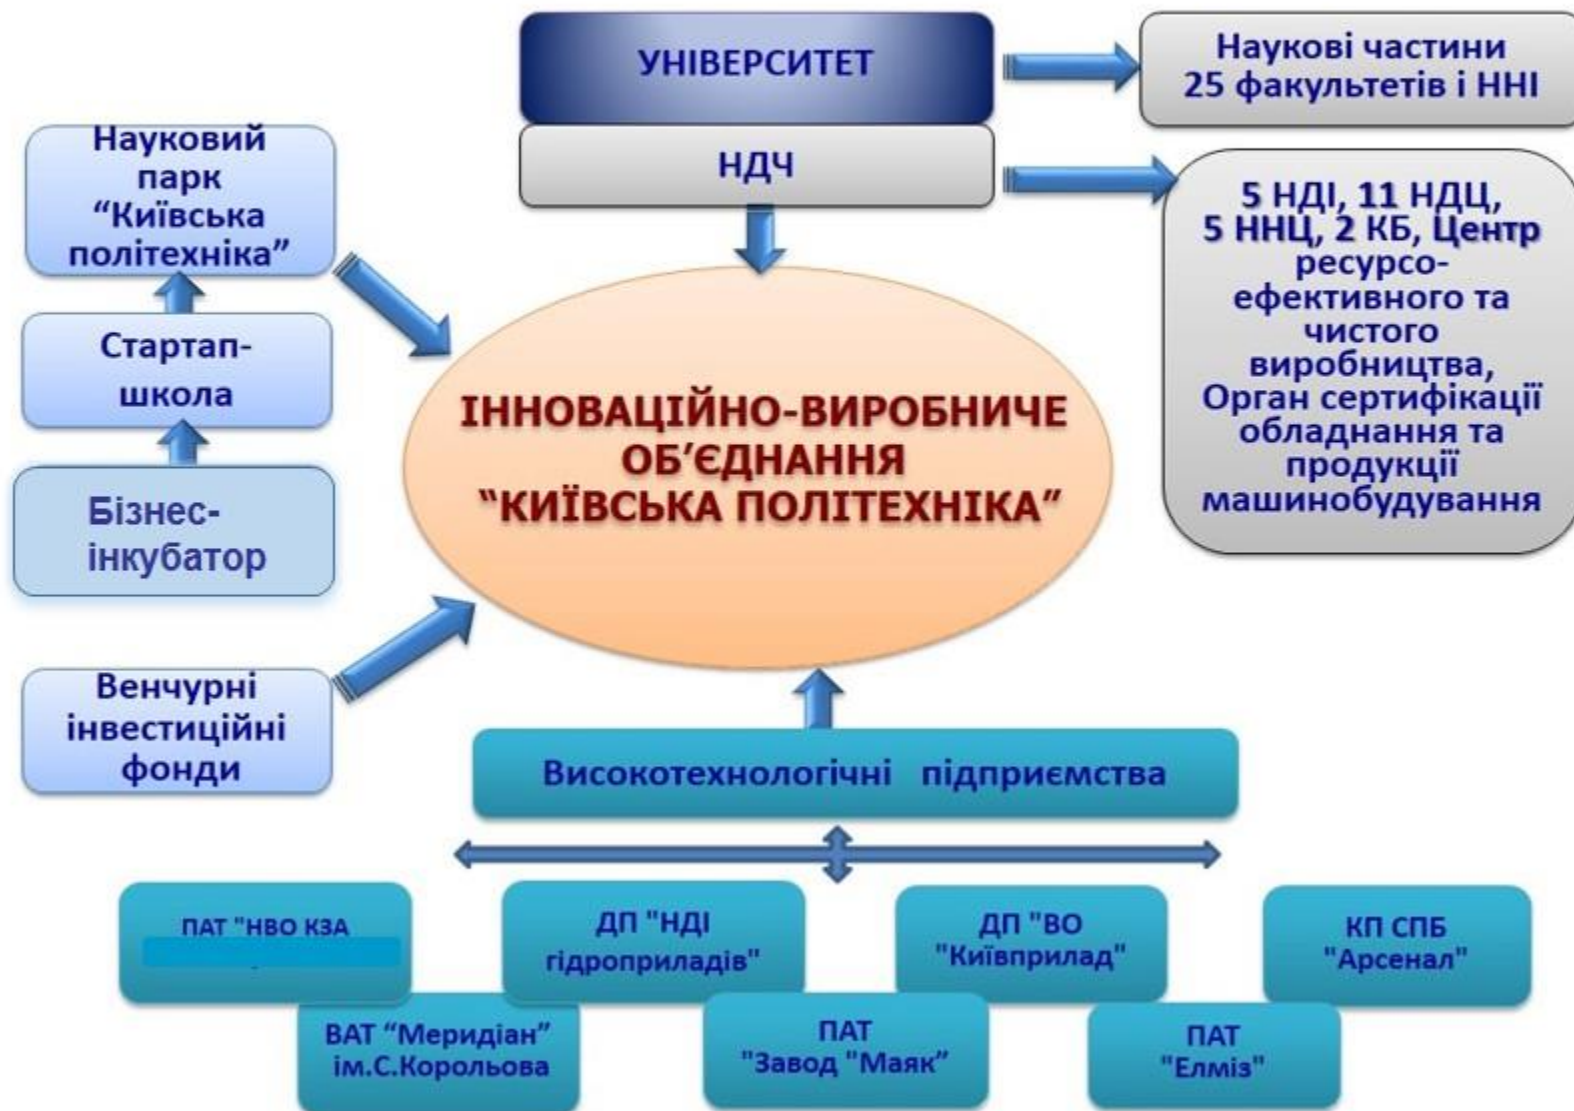 УНІВЕРСИТЕТ
НДЧ
Наукові частини
25 факультетів і ННІ
5 НДІ, 11 НДЦ,
5 ННЦ, 2 КБ, Центр
ресурсо-
ефективного та
чистого
виробництва,
Орган сертифікації
обладнання та
продукції
машинобудування
Науковий
парк
“Київська
політехніка”
Стартап-
школа
Бізнес-
інкубатор
Венчурні
інвестиційні
фонди
ІННОВАЦІЙНО-ВИРОБНИЧЕ
ОБ’ЄДНАННЯ
“КИЇВСЬКА ПОЛІТЕХНІКА”
Високотехнологічні підприємства
ПАТ "НВО КЗА
ДП "НДІ
гідроприладів"
ДП "ВО
"Київприлад"
КП СПБ
"Арсенал"
ВАТ “Меридіан”
ім.С.Корольова
ПАТ
"Завод "Маяк”
ПАТ
"Елміз"